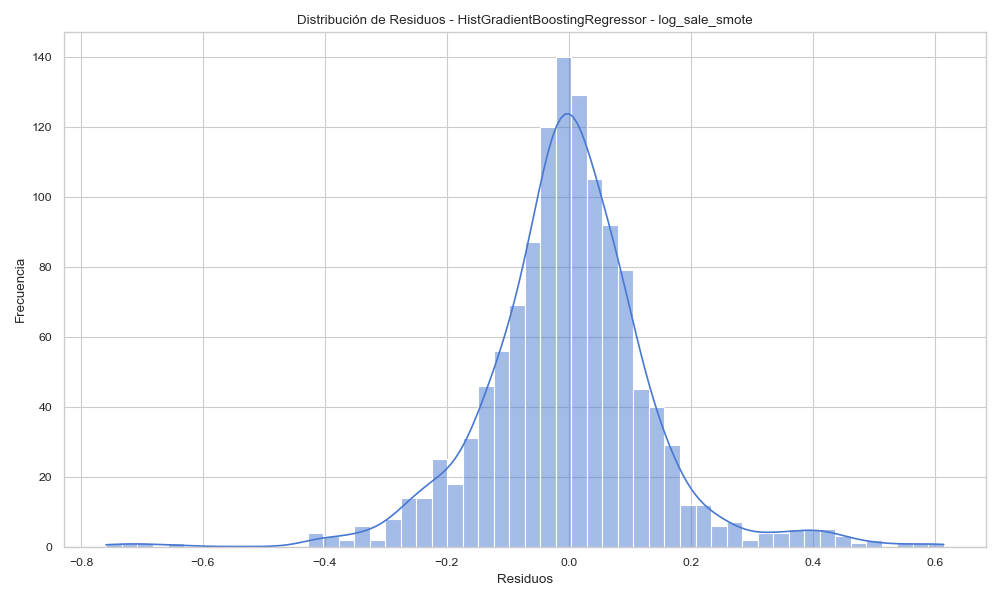 Distribución de Residuos - HistGradientBoostingRegressor - log_sale_smote
140
120
100
80
60
40
20
0
Frecuencia
−0.8 −0.6 −0.4 −0.2 0.0 0.2 0.4 0.6
Residuos